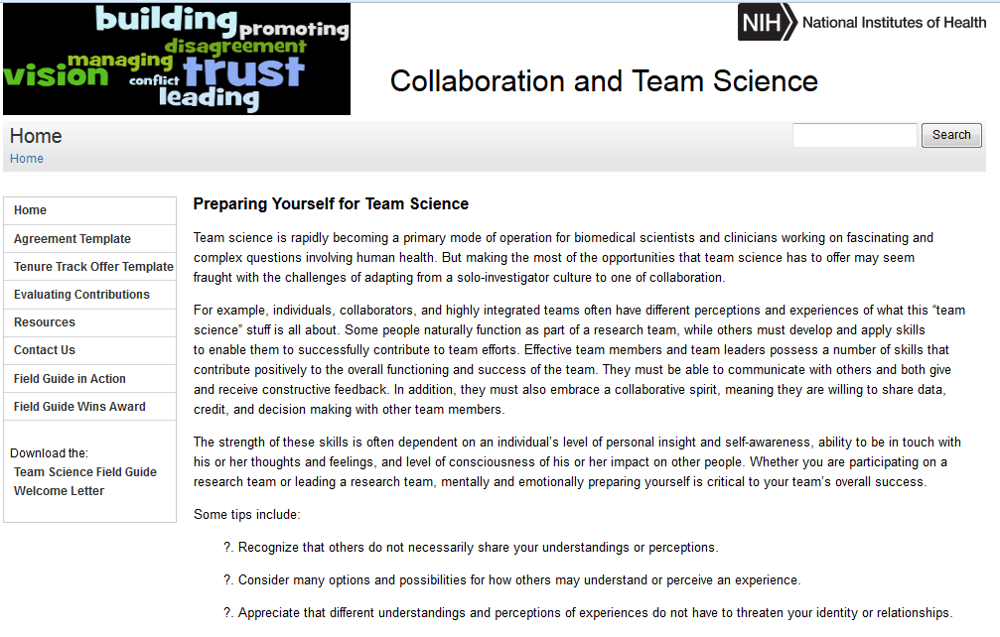 building
promoting
disagreement
managing
vision
conflict
trust
leading
NIH National Institutes of Health
Collaboration and Team Science
Home
Home
Search
Home
Agreement Template
Tenure Track Offer Template
Evaluating Contributions
Resources
Contact Us
Field Guide in Action
Field Guide Wins Award
Download the:
Team Science Field Guide
Welcome Letter
Preparing Yourself for Team Science
Team science is rapidly becoming a primary mode of operation for biomedical scientists and clinicians working on fascinating and
complex questions involving human health. But making the most of the opportunities that team science has to offer may seem
fraught with the challenges of adapting from a solo-investigator culture to one of collaboration.
For example, individuals, collaborators, and highly integrated teams often have different perceptions and experiences of what this “team
science” stuff is all about. Some people naturally function as part of a research team, while others must develop and apply skills
to enable them to successfully contribute to team efforts. Effective team members and team leaders possess a number of skills that
contribute positively to the overall functioning and success of the team. They must be able to communicate with others and both give
and receive constructive feedback. In addition, they must also embrace a collaborative spirit, meaning they are willing to share data,
credit, and decision making with other team members.
The strength of these skills is often dependent on an individual’s level of personal insight and self-awareness, ability to be in touch with
his or her thoughts and feelings, and level of consciousness of his or her impact on other people. Whether you are participating on a
research team or leading a research team, mentally and emotionally preparing yourself is critical to your team’s overall success.
Some tips include:
?. Recognize that others do not necessarily share your understandings or perceptions.
?. Consider many options and possibilities for how others may understand or perceive an experience.
?. Appreciate that different understandings and perceptions of experiences do not have to threaten your identity or relationships.